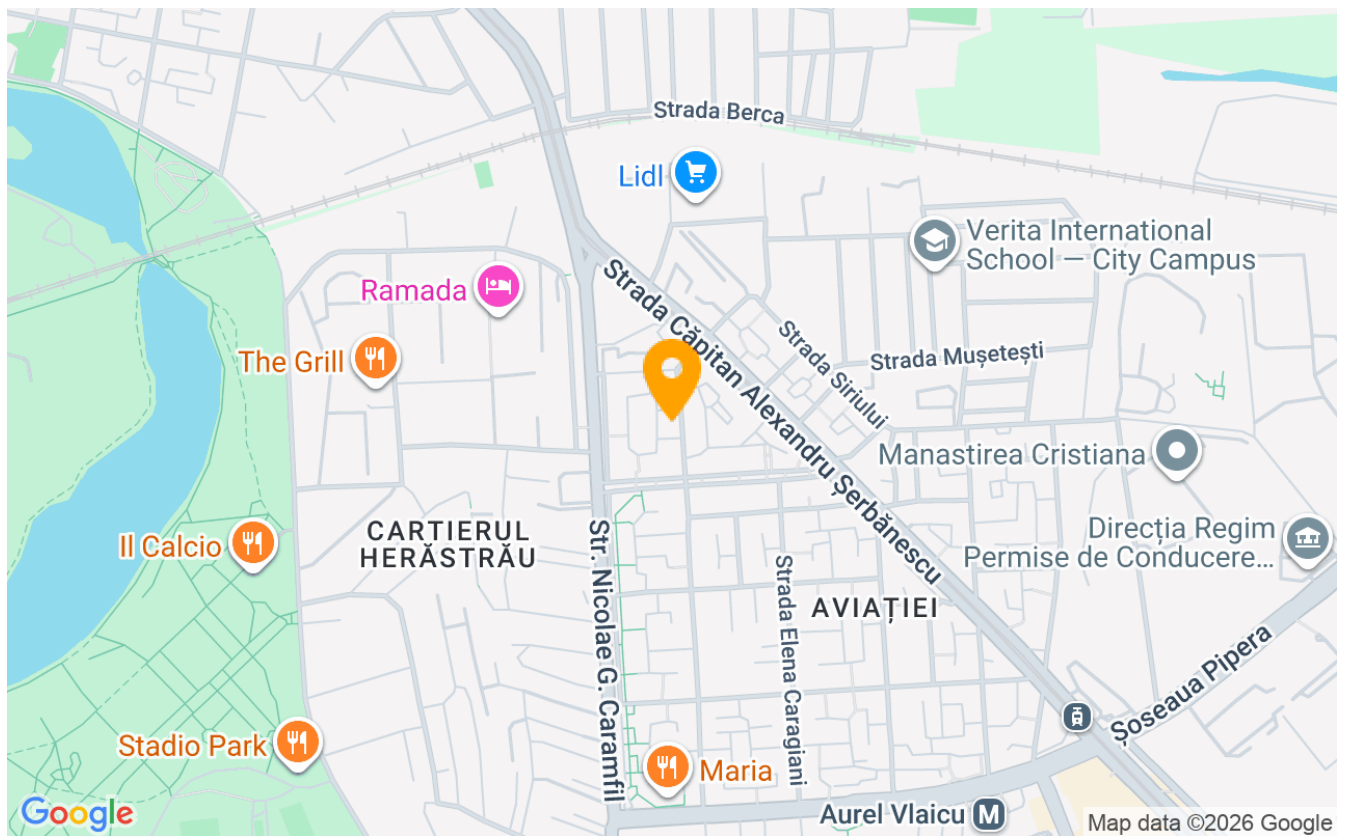 Strada Berca
Lidl
Verita International
School — City Campus
Ramada
Strada Căpitan Alexandru Șerbănescu
Strada Siriului
Strada Mușetești
The Grill
Manastirea Cristiana
CARTIERUL
HERĂSTRĂU
Il Calcio
Str. Nicolae G. Caramfil
Direcția Regim
Permise de Conducere...
Strada Elena Caragiani
AVIAȚIEI
Șoseaua Pipera
Stadio Park
Maria
Google
Aurel Vlaicu M
Map data ©2026 Google